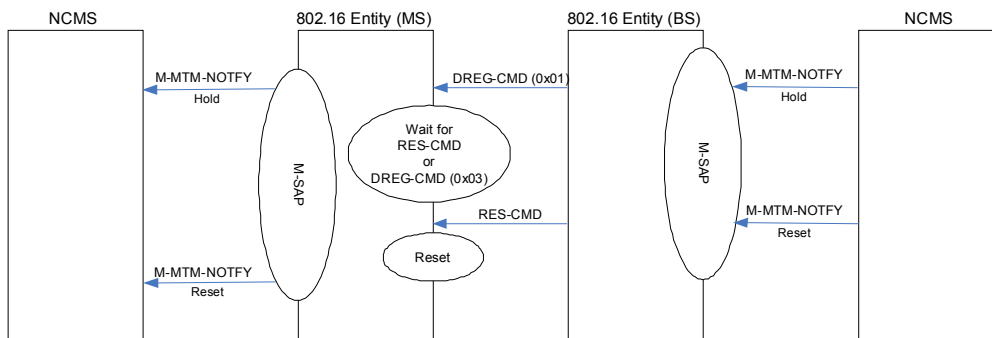 NCMS
802.16 Entity (MS)
802.16 Entity (BS)
NCMS
M-MTM-NOTFY
Hold
DREG-CMD (0x01)
M-MTM-NOTFY
Hold
Wait for
RES-CMD
or
DREG-CMD (0x03)
M-SAP
M-SAP
RES-CMD
M-MTM-NOTFY
Reset
Reset
M-MTM-NOTFY
Reset